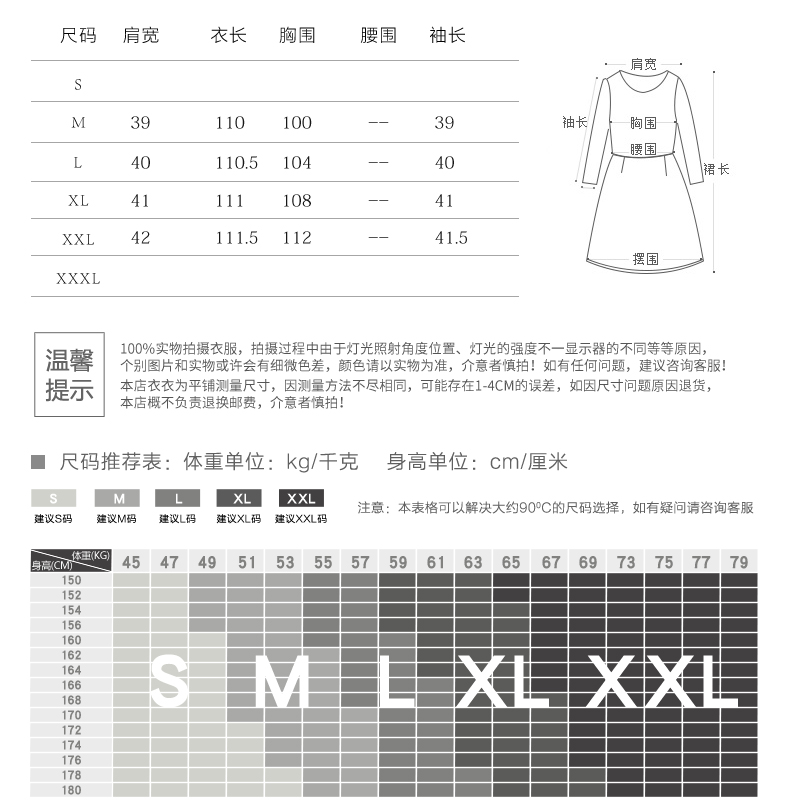 尺码 肩宽 衣长 胸围 腰围 袖长
S
M 39 110 100 -- 39
L 40 110.5 104 -- 40
XL 41 111 108 -- 41
XXL 42 111.5 112 -- 41.5
XXXL
肩宽
袖长 胸围
腰围
裙长
摆围
温馨
提示
100%实物拍摄衣服，拍摄过程中由于灯光照射角度位置、灯光的强度不一显示器的不同等等原因，
个别图片和实物或许会有细微色差，颜色请以实物为准，介意者慎拍！如有任何问题，建议咨询客服！
本店衣衣为平铺测量尺寸，因测量方法不尽相同，可能存在1-4CM的误差，如因尺寸问题原因退货，
本店概不负责退换邮费，介意者慎拍！
尺码推荐表：体重单位：kg/千克 身高单位：cm/厘米
S M L XL XXL
建议S码 建议M码 建议L码 建议XL码 建议XXL码
注意：本表格可以解决大约90⁰C的尺码选择，如有疑问请咨询客服
体重(KG)
身高(CM)
45 47 49 51 53 55 57 59 61 63 65 67 69 73 75 77 79
150
152
154
156
160
162
164
166
168
170
172
174
176
178
180
S M L XL XXL